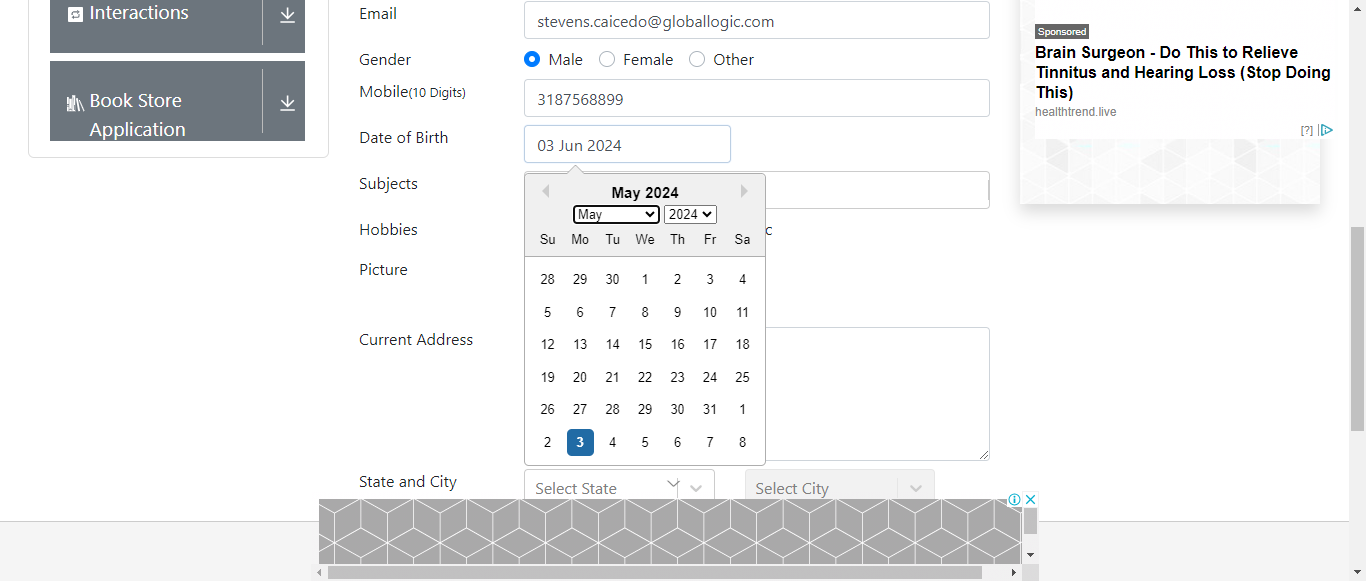 Interactions
Book Store
Application
Email
stevens.caicedo@globallogic.com
Gender
Male Female Other
Mobile(10 Digits)
3187568899
Date of Birth
03 Jun 2024
Subjects
May 2024
May 2024
Su Mo Tu We Th Fr Sa
28 29 30 1 2 3 4
5 6 7 8 9 10 11
12 13 14 15 16 17 18
19 20 21 22 23 24 25
26 27 28 29 30 31 1
2 3 4 5 6 7 8
Hobbies
c
Picture
Current Address
State and City
Select State
Select City
Sponsored
Brain Surgeon - Do This to Relieve
Tinnitus and Hearing Loss (Stop Doing
This)
healthtrend.live
[?]